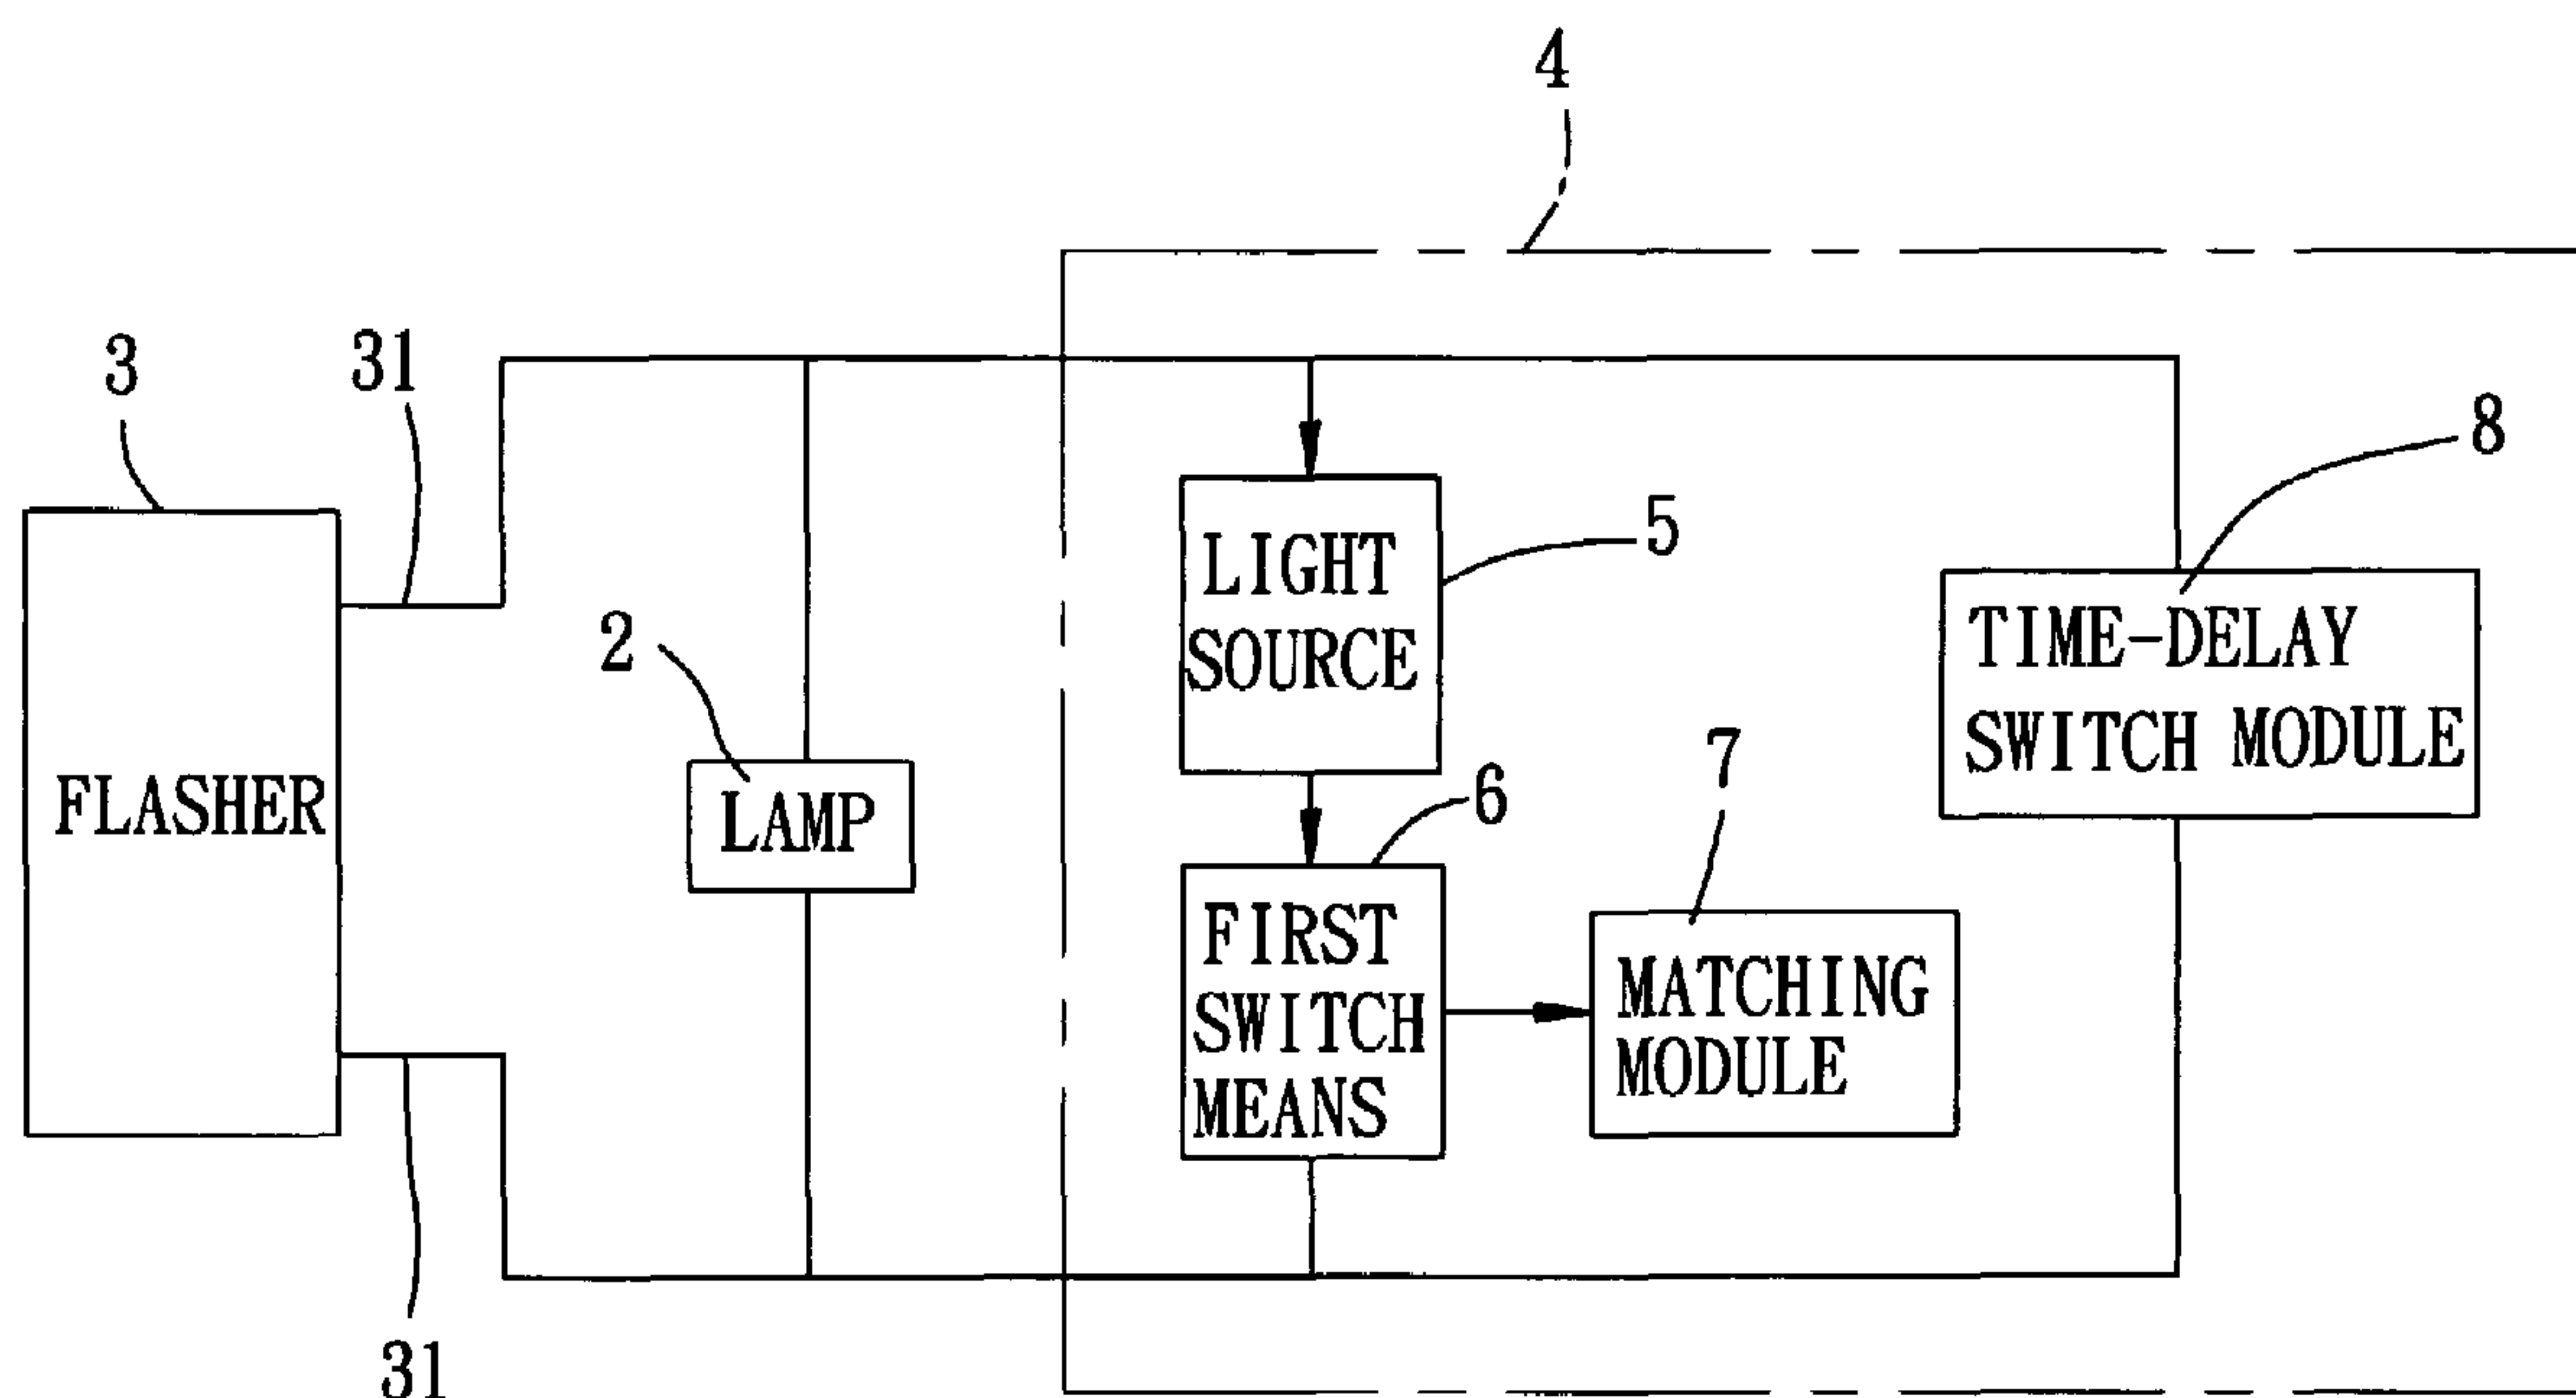 4
3
31
8
5
LIGHT
SOURCE
2
TIME-DELAY
SWITCH MODULE
7
6
FLASHER
LAMP
FIRST
SWITCH
MEANS
MATCHING
MODULE
31